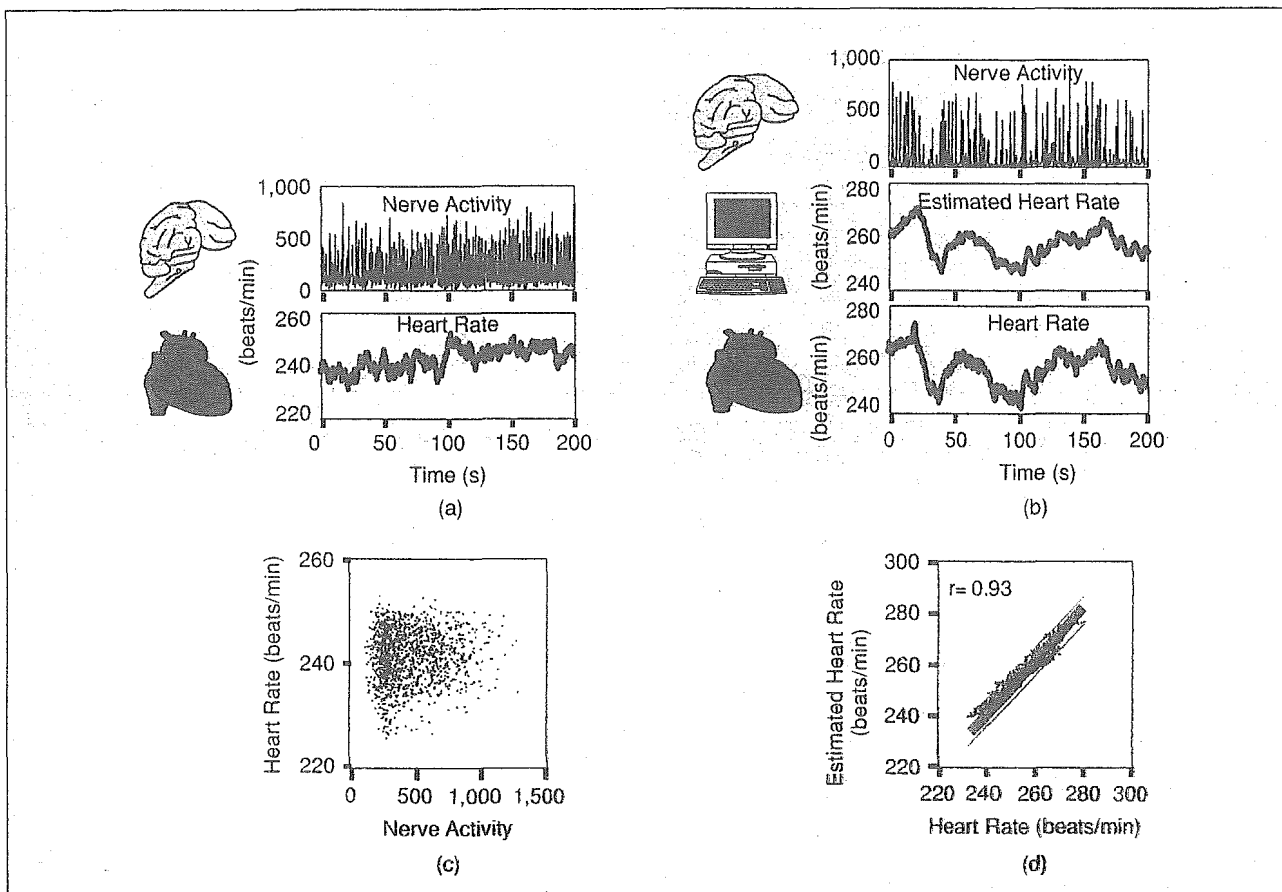 1,000
Nerve Activity
500
0
(beats/min)
260
Heart Rate
240
220
0 50 100 150 200
Time (s)
(a)
1,000
Nerve Activity
500
0
(beats/min)
280
Estimated Heart Rate
260
240
(beats/min)
280
Heart Rate
260
240
0 50 100 150 200
Time (s)
(b)
Heart Rate (beats/min)
260
240
220
0 500 1,000 1,500
Nerve Activity
(c)
Estimated Heart Rate
(beats/min)
300
r= 0.93
280
260
240
220
220 240 260 280 300
Heart Rate (beats/min)
(d)